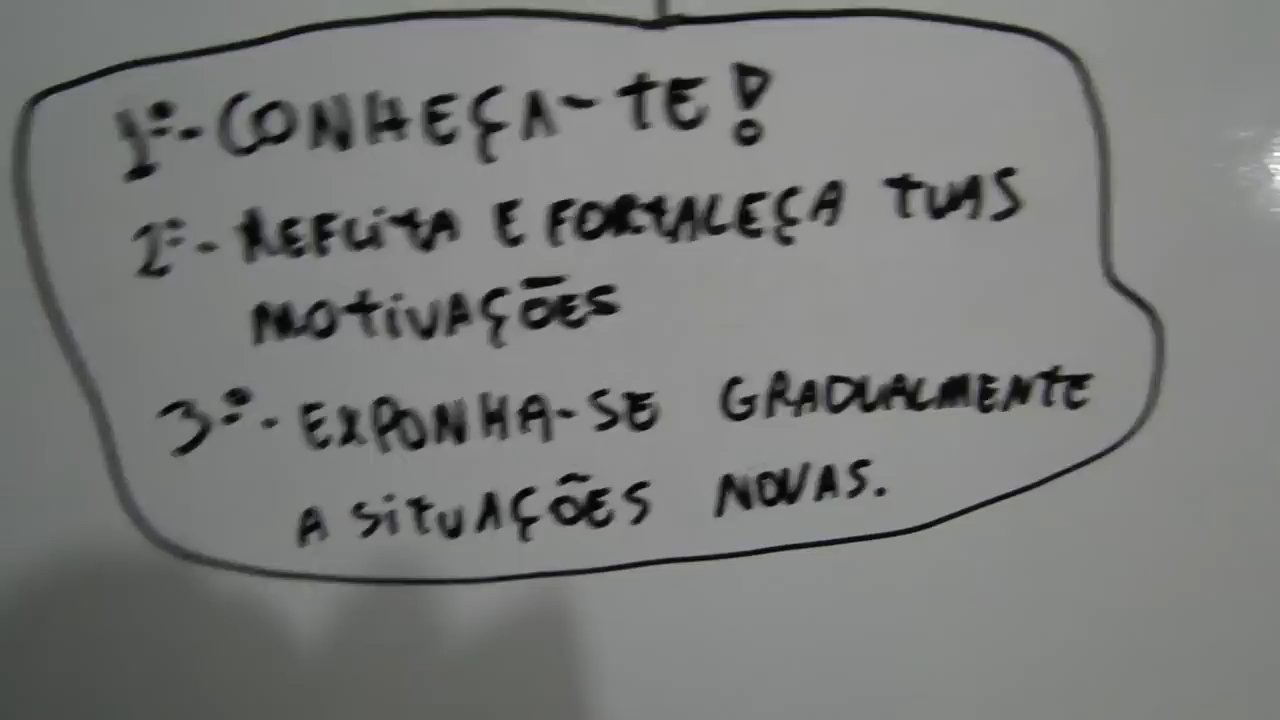 1º- CONHEÇA-TE!
2º- REFLITA E FORTALEÇA TUAS
MOTIVAÇÕES
3º- EXPONHA-SE GRADUALMENTE
A SITUAÇÕES NOVAS.